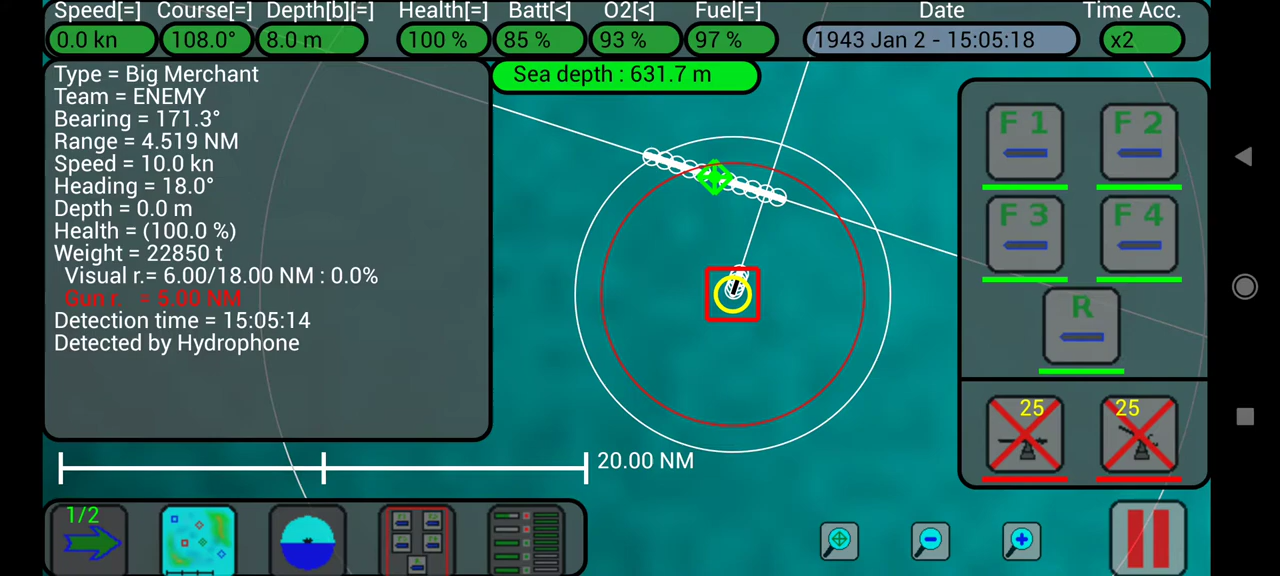 Speed[=] Course[=] Depth[b][=] Health[=] Batt[<] O2[<] Fuel[=] Date Time Acc.
0.0 kn 108.0° 8.0 m 100 % 85 % 93 % 97 % 1943 Jan 2 - 15:05:18 x2
Sea depth : 631.7 m
Type = Big Merchant
Team = ENEMY
Bearing = 171.3°
Range = 4.519 NM
Speed = 10.0 kn
Heading = 18.0°
Depth = 0.0 m
Health = (100.0 %)
Weight = 22850 t
Visual r.= 6.00/18.00 NM : 0.0%
Gun r. = 5.00 NM
Detection time = 15:05:14
Detected by Hydrophone
F 1 F 2
F 3 F 4
R
25 25
20.00 NM
1/2